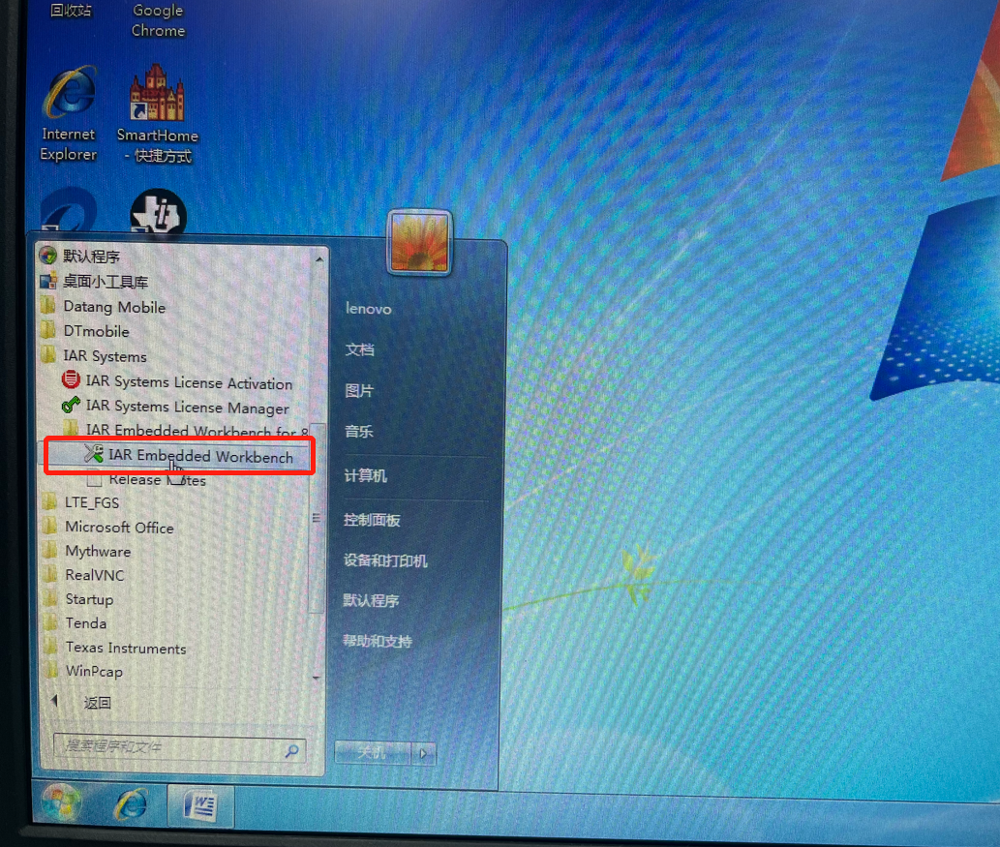 回收站
Google
Chrome
Internet
Explorer
SmartHome
- 快捷方式
默认程序
桌面小工具库
Datang Mobile
DTmobile
IAR Systems
IAR Systems License Activation
IAR Systems License Manager
IAR Embedded Workbench for 8
IAR Embedded Workbench
Release Notes
LTE_FGS
Microsoft Office
Mythware
RealVNC
Startup
Tenda
Texas Instruments
WinPcap
返回
搜索程序和文件
lenovo
文档
图片
音乐
计算机
控制面板
设备和打印机
默认程序
帮助和支持
关机